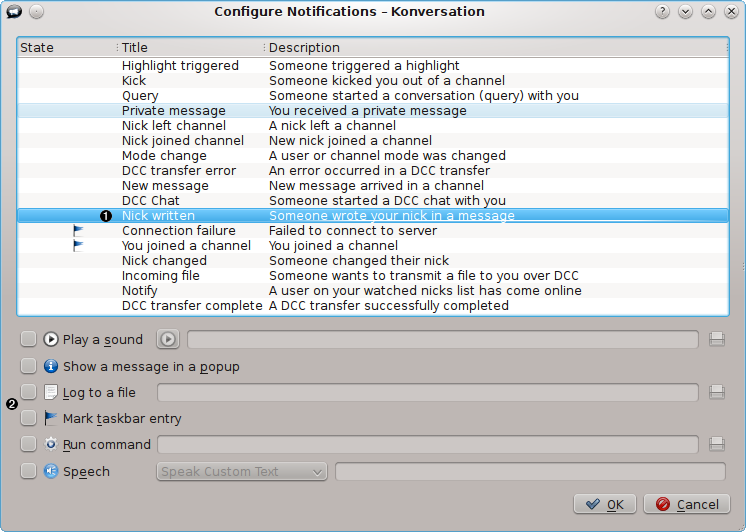 Configure Notifications – Konversation
State Title Description
Highlight triggered Someone triggered a highlight
Kick Someone kicked you out of a channel
Query Someone started a conversation (query) with you
Private message You received a private message
Nick left channel A nick left a channel
Nick joined channel New nick joined a channel
Mode change A user or channel mode was changed
DCC transfer error An error occurred in a DCC transfer
New message New message arrived in a channel
DCC Chat Someone started a DCC chat with you
1 Nick written Someone wrote your nick in a message
Connection failure Failed to connect to server
You joined a channel You joined a channel
Nick changed Someone changed their nick
Incoming file Someone wants to transmit a file to you over DCC
Notify A user on your watched nicks list has come online
DCC transfer complete A DCC transfer successfully completed
Play a sound
Show a message in a popup
Log to a file
2
Mark taskbar entry
Run command
Speech Speak Custom Text
OK Cancel